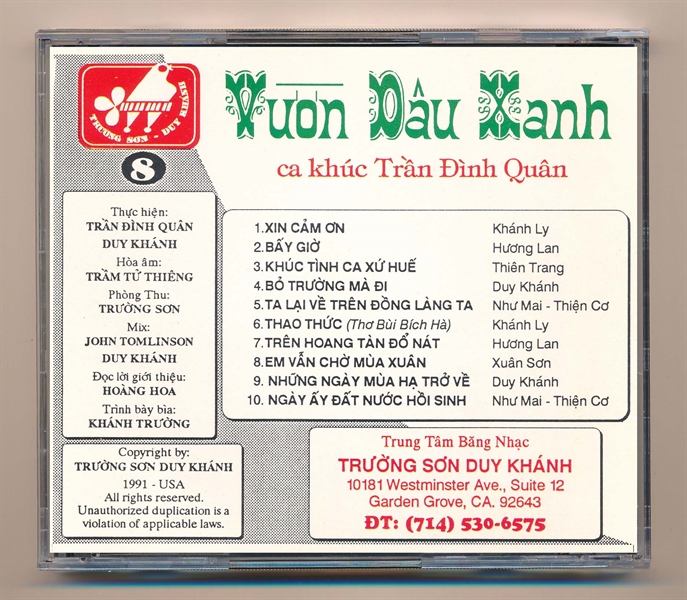 TRƯỜNG SƠN - DUY KHÁNH
8
Vườn Dâu Xanh
ca khúc Trần Đình Quân
Thực hiện:
TRẦN ĐÌNH QUÂN
DUY KHÁNH
Hòa âm:
TRẦM TỬ THIÊNG
Phòng Thu:
TRƯỜNG SƠN
Mix:
JOHN TOMLINSON
DUY KHÁNH
Đọc lời giới thiệu:
HOÀNG HOA
Trình bày bìa:
KHÁNH TRƯỜNG
Copyright by:
TRƯỜNG SƠN DUY KHÁNH
1991 - USA
All rights reserved.
Unauthorized duplication is a
violation of applicable laws.
1.XIN CẢM ƠN Khánh Ly
2.BẤY GIỜ Hương Lan
3.KHÚC TÌNH CA XỨ HUẾ Thiên Trang
4.BỎ TRƯỜNG MÀ ĐI Duy Khánh
5.TA LẠI VỀ TRÊN ĐỒNG LÀNG TA Như Mai - Thiện Cơ
6.THAO THỨC (Thơ Bùi Bích Hà) Khánh Ly
7.TRÊN HOANG TÀN ĐỔ NÁT Hương Lan
8.EM VẪN CHỜ MÙA XUÂN Xuân Sơn
9. NHỮNG NGÀY MÙA HẠ TRỞ VỀ Duy Khánh
10. NGÀY ẤY ĐẤT NƯỚC HỒI SINH Như Mai - Thiện Cơ
Trung Tâm Băng Nhạc
TRƯỜNG SƠN DUY KHÁNH
10181 Westminster Ave., Suite 12
Garden Grove, CA. 92643
ĐT: (714) 530-6575